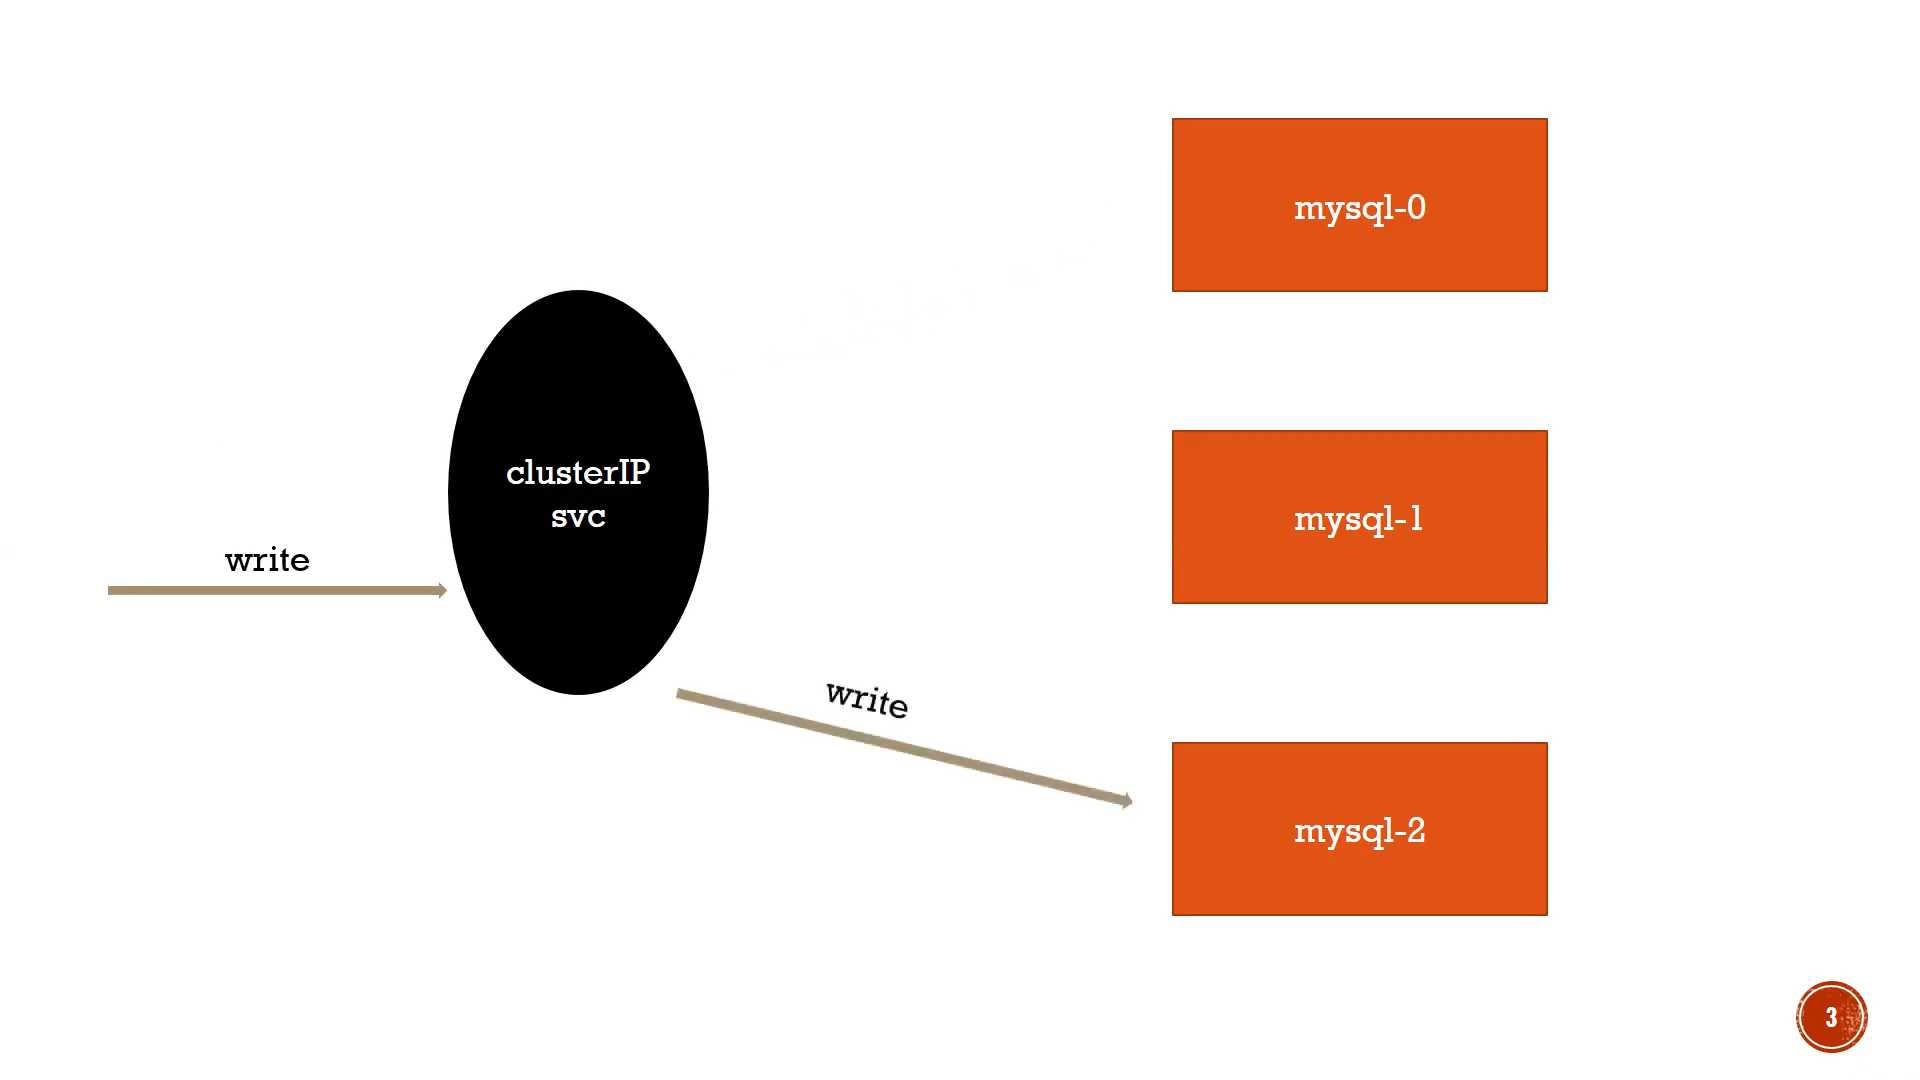 mysql-0
clusterIP
svc
mysql-1
write
write
mysql-2
3